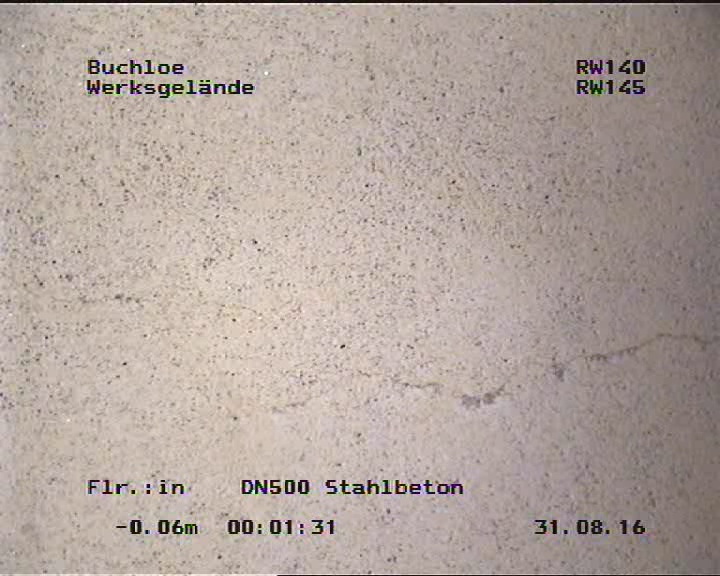 Buchloe RW140
Werksgelände RW145
Flr.:in DN500 Stahlbeton
-0.06m 00:01:31 31.08.16